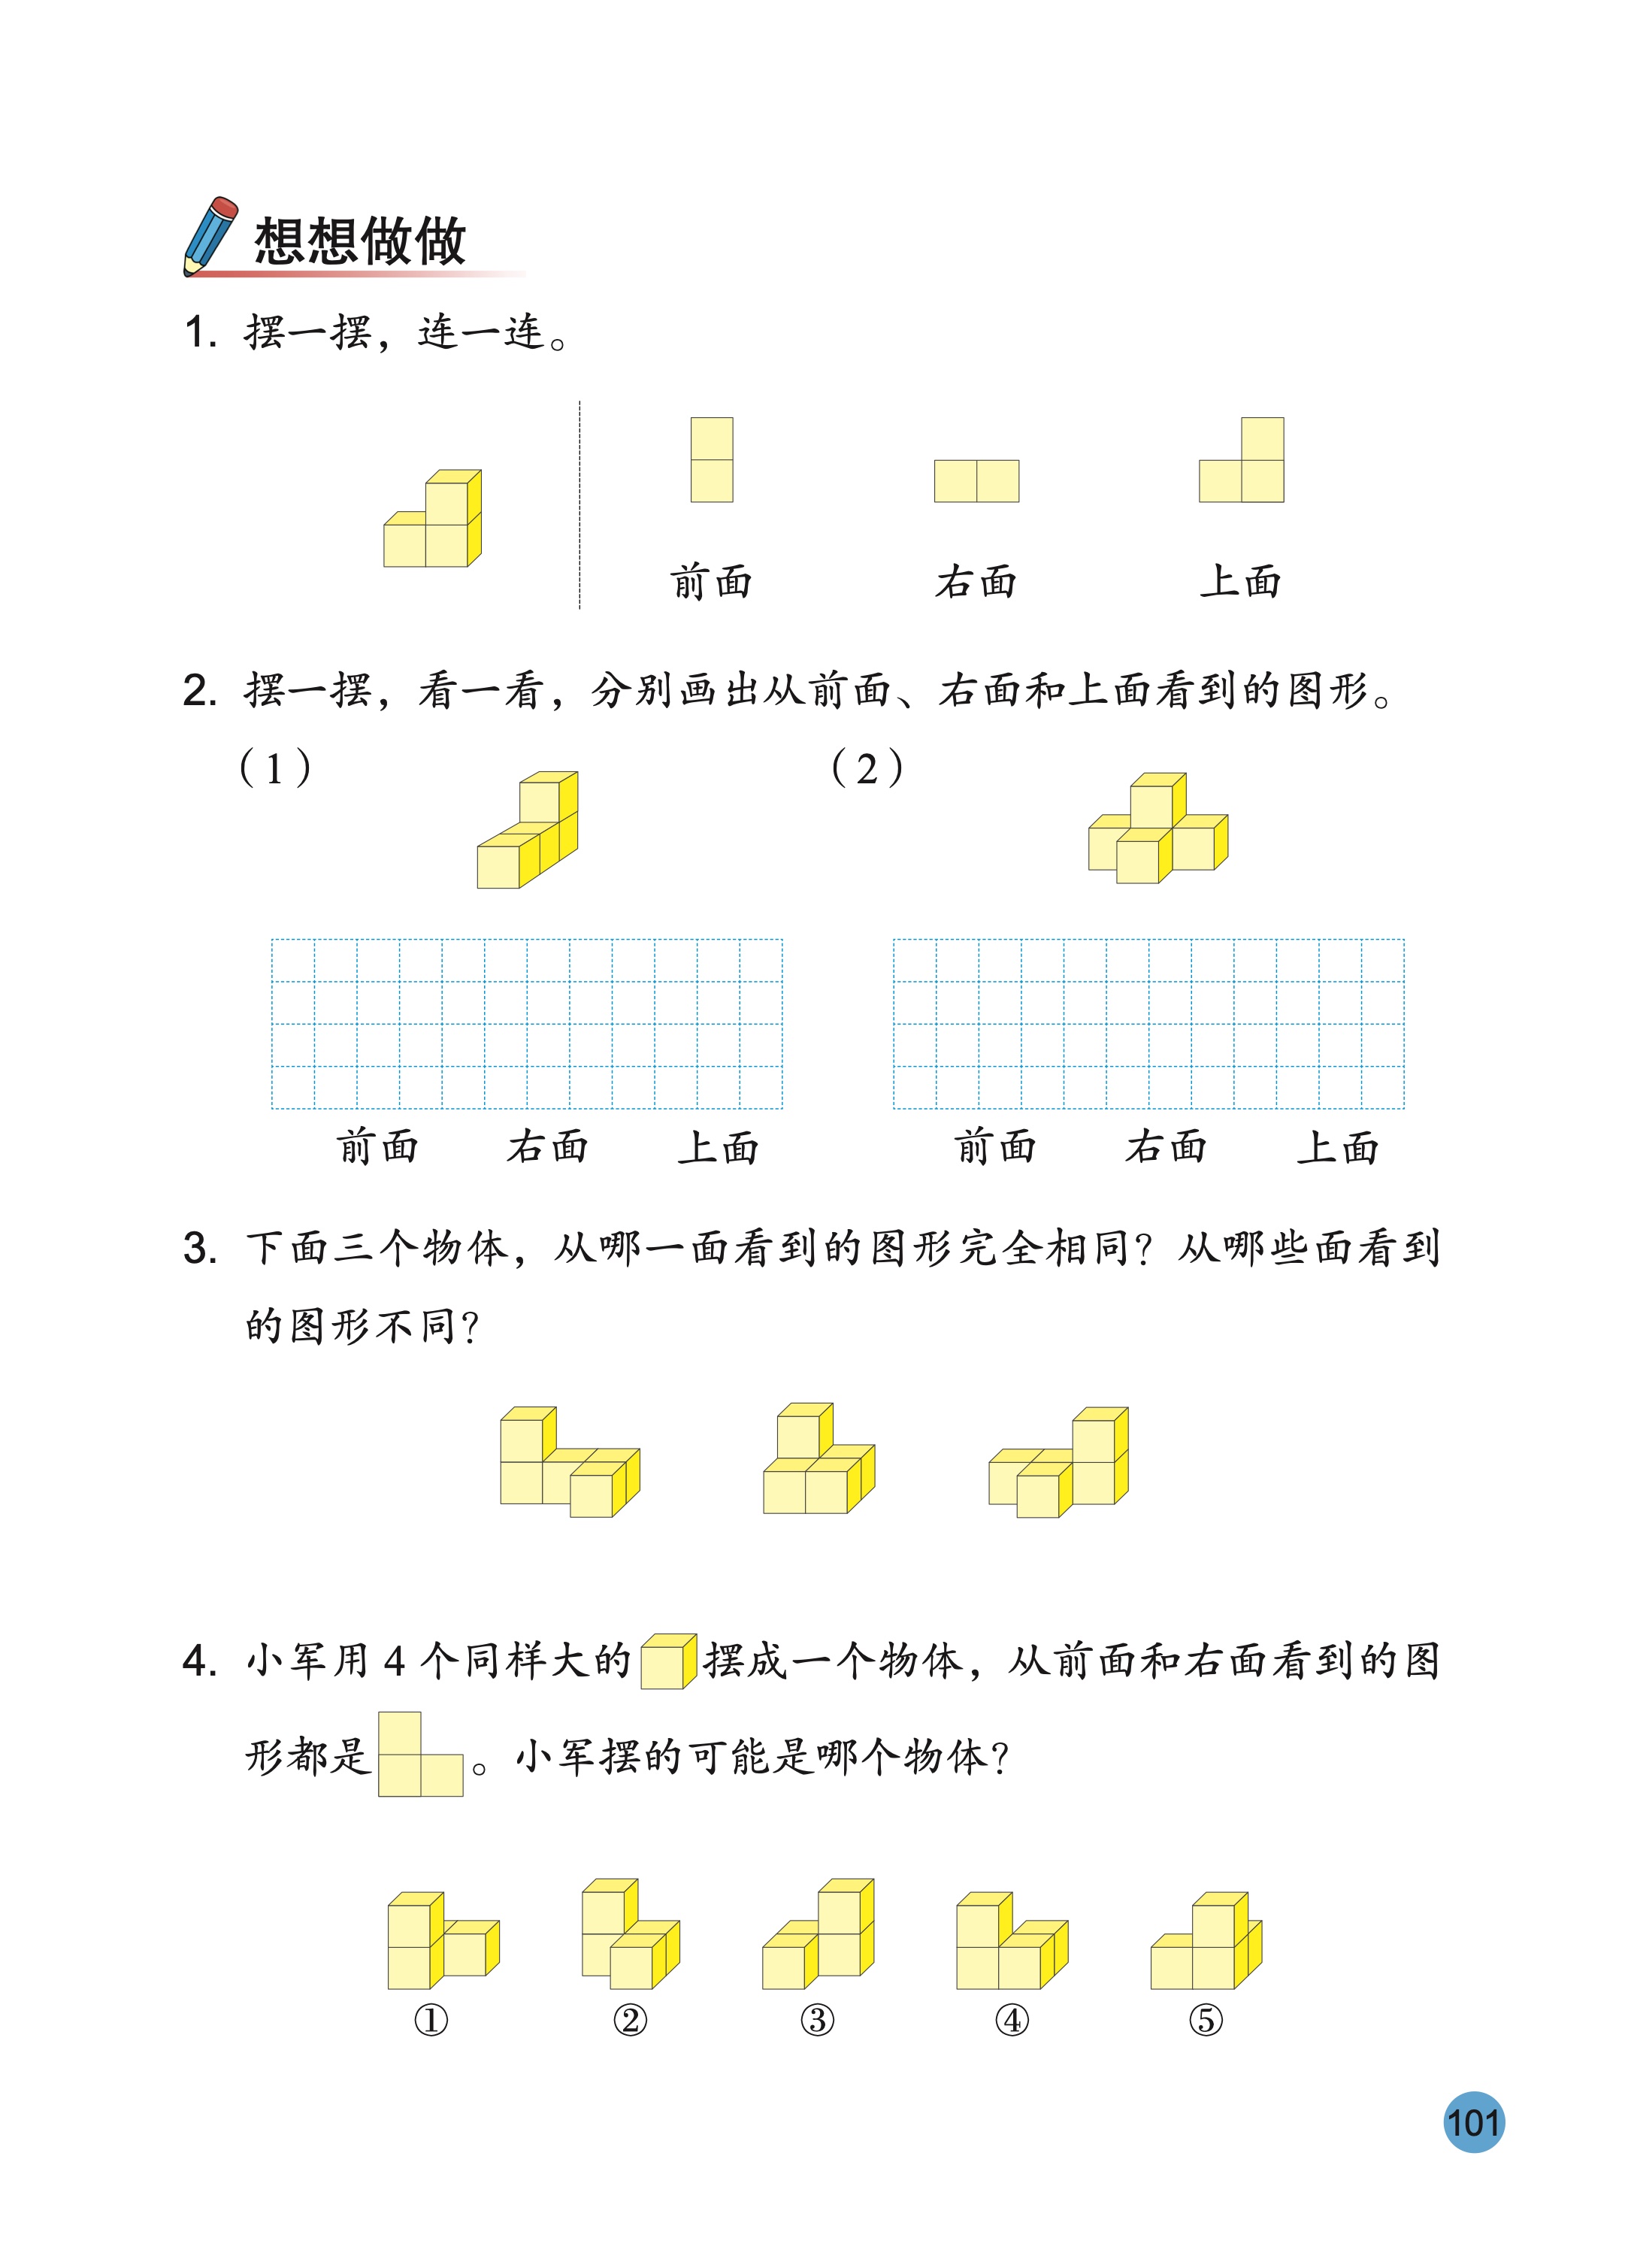 想想做做
1. 摆一摆，连一连。
前面 右面 上面
2. 摆一摆，看一看，分别画出从前面、右面和上面看到的图形。
（1） （2）
前面 右面 上面 前面 右面 上面
3. 下面三个物体，从哪一面看到的图形完全相同？从哪些面看到
的图形不同？
4. 小军用 4 个同样大的 摆成一个物体，从前面和右面看到的图
形都是 。小军摆的可能是哪个物体？
① ② ③ ④ ⑤
101